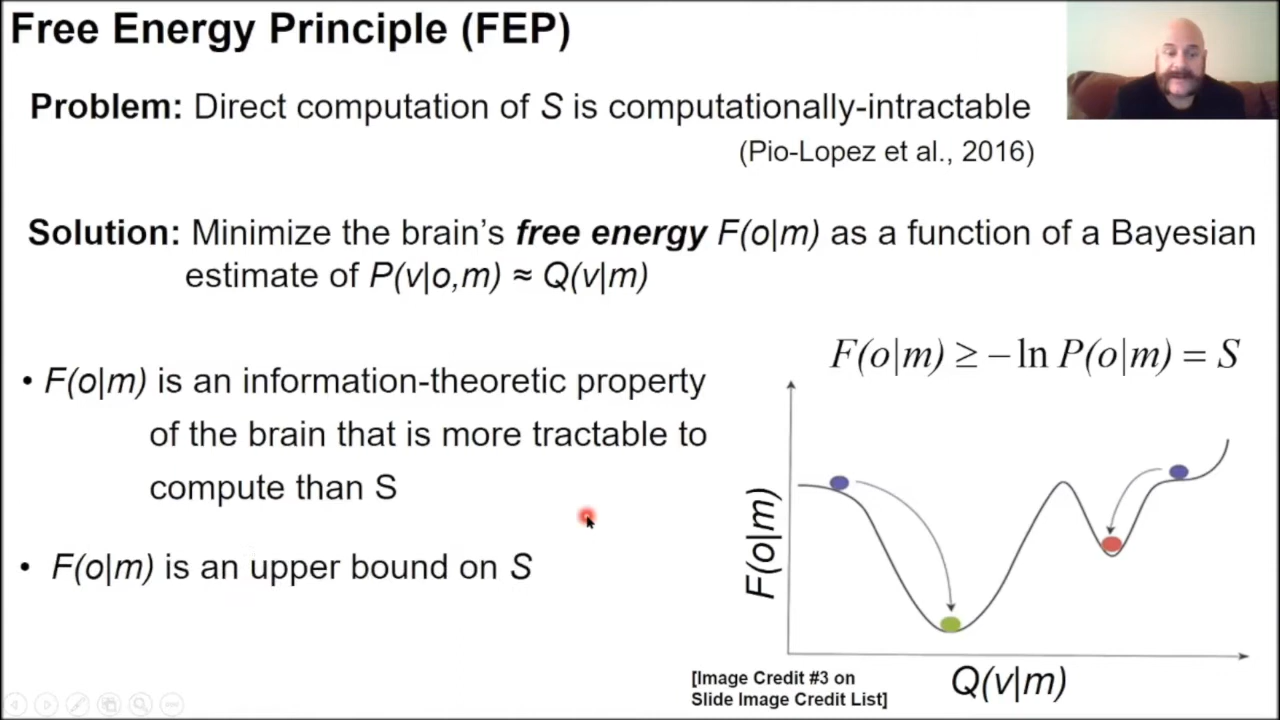 Free Energy Principle (FEP)
Problem: Direct computation of S is computationally-intractable
(Pio-Lopez et al., 2016)
Solution: Minimize the brain's free energy F(o|m) as a function of a Bayesian
estimate of P(v|o,m) ≈ Q(v|m)
• F(o|m) is an information-theoretic property
of the brain that is more tractable to
compute than S
• F(o|m) is an upper bound on S
F(o|m) ≥ – ln P(o|m) = S
F(o|m)
Q(v|m)
[Image Credit #3 on
Slide Image Credit List]